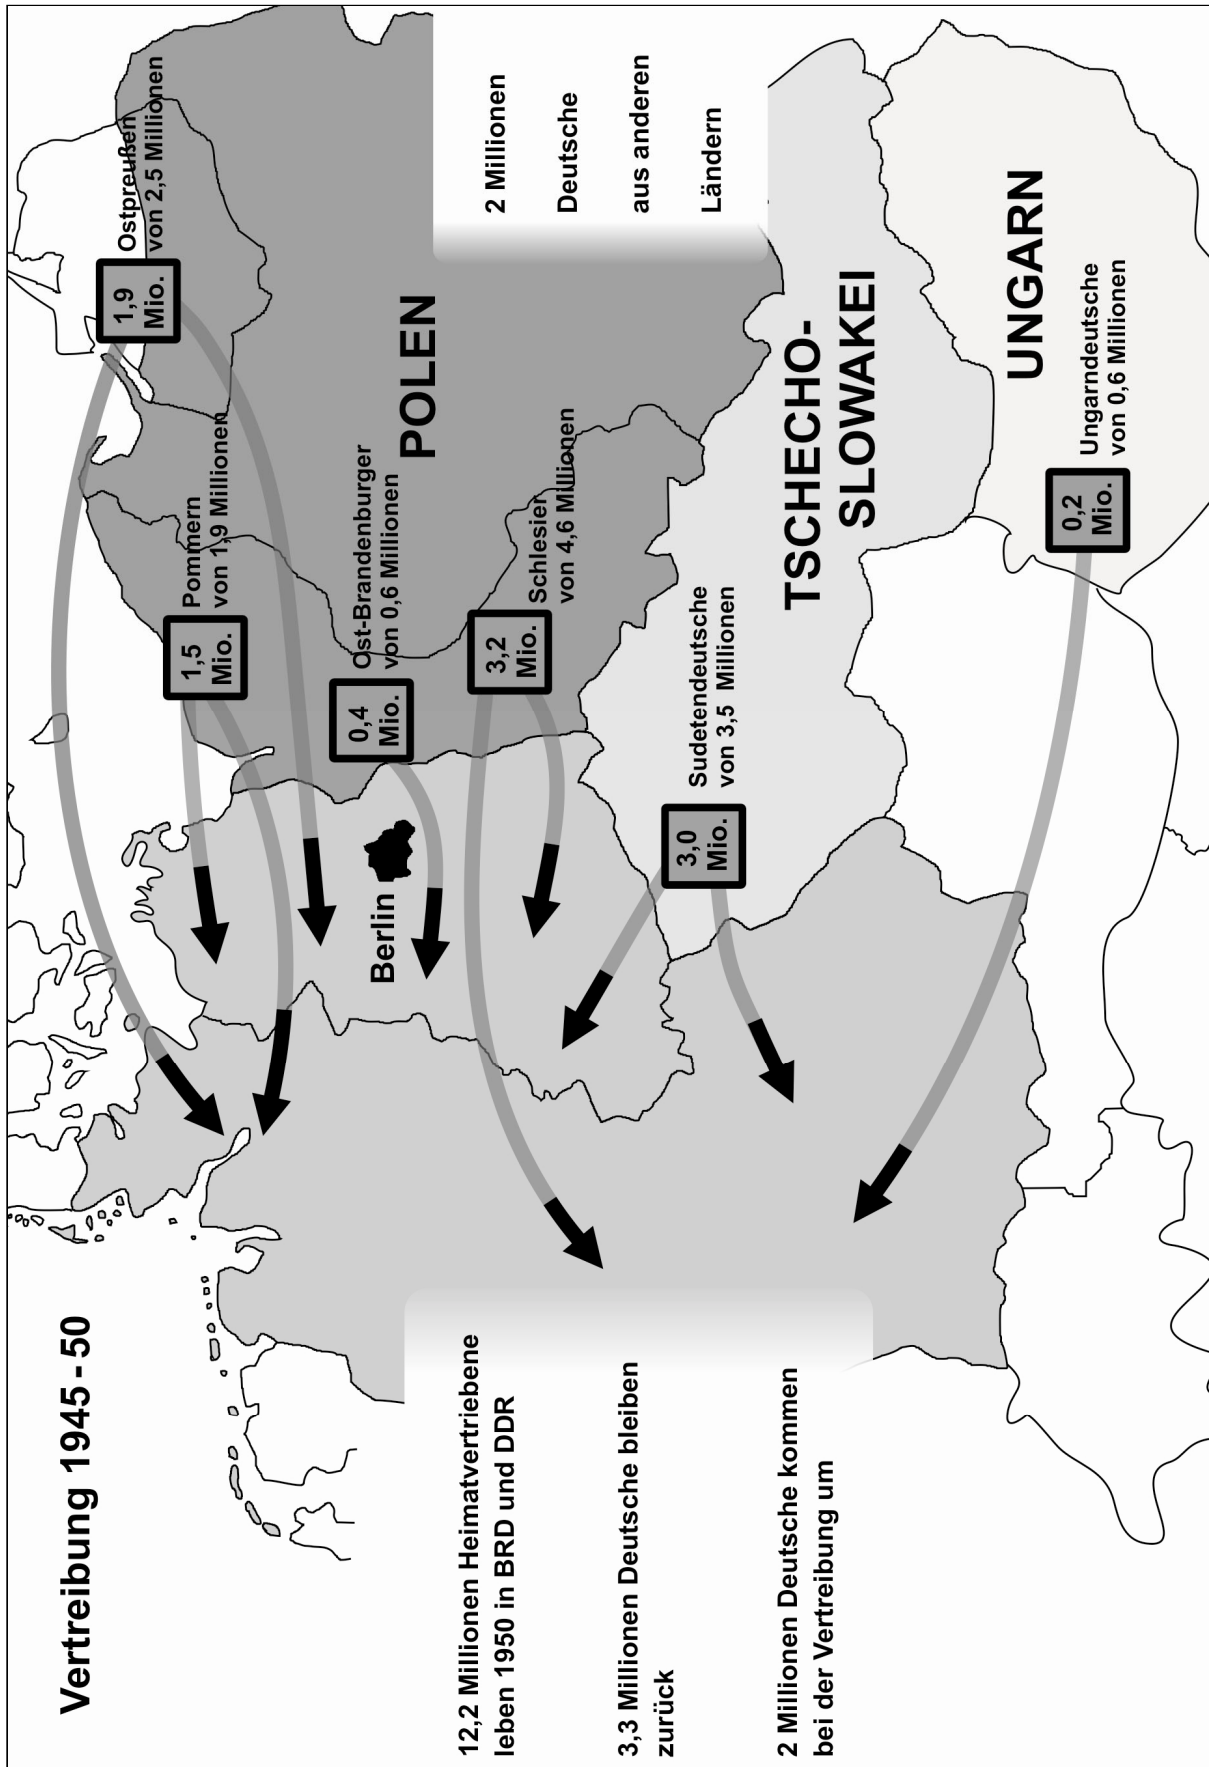 Vertreibung 1945 - 50
12,2 Millionen Heimatvertriebene
leben 1950 in BRD und DDR
3,3 Millionen Deutsche bleiben
zurück
2 Millionen Deutsche kommen
bei der Vertreibung um
1,9
Mio.
Ostpreußen
von 2,5 Millionen
1,5
Mio.
Pommern
von 1,9 Millionen
0,4
Mio.
Ost-Brandenburger
von 0,6 Millionen
Berlin
POLEN
3,2
Mio.
Schlesier
von 4,6 Millionen
2 Millionen
Deutsche
aus anderen
Ländern
3,0
Mio.
Sudetendeutsche
von 3,5 Millionen
TSCHECHO-
SLOWAKEI
UNGARN
0,2
Mio.
Ungarndeutsche
von 0,6 Millionen